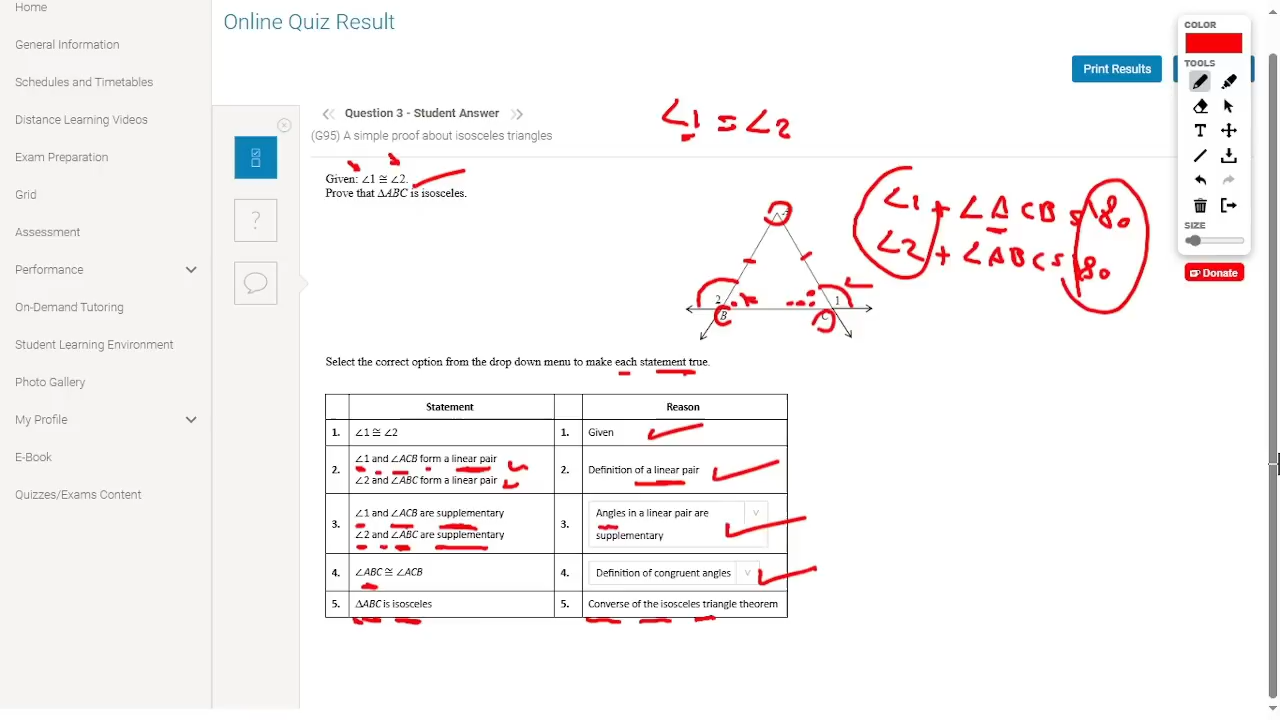 Home
General Information
Schedules and Timetables
Distance Learning Videos
Exam Preparation
Grid
Assessment
Performance
On-Demand Tutoring
Student Learning Environment
Photo Gallery
My Profile
E-Book
Quizzes/Exams Content
Online Quiz Result
Print Results
Question 3 - Student Answer
(G95) A simple proof about isosceles triangles
Given: ∠1 ≅ ∠2.
Prove that ΔABC is isosceles.
∠1 = ∠2
∠1 + ∠ACB = 180
∠2 + ∠ABC = 180
2
B
C
1
Select the correct option from the drop down menu to make each statement true.
Statement Reason
1. ∠1 ≅ ∠2 1. Given
2. ∠1 and ∠ACB form a linear pair
∠2 and ∠ABC form a linear pair
2. Definition of a linear pair
3. ∠1 and ∠ACB are supplementary
∠2 and ∠ABC are supplementary
3. Angles in a linear pair are
supplementary
4. ∠ABC ≅ ∠ACB 4. Definition of congruent angles
5. ΔABC is isosceles 5. Converse of the isosceles triangle theorem
COLOR
TOOLS
T
SIZE
Donate